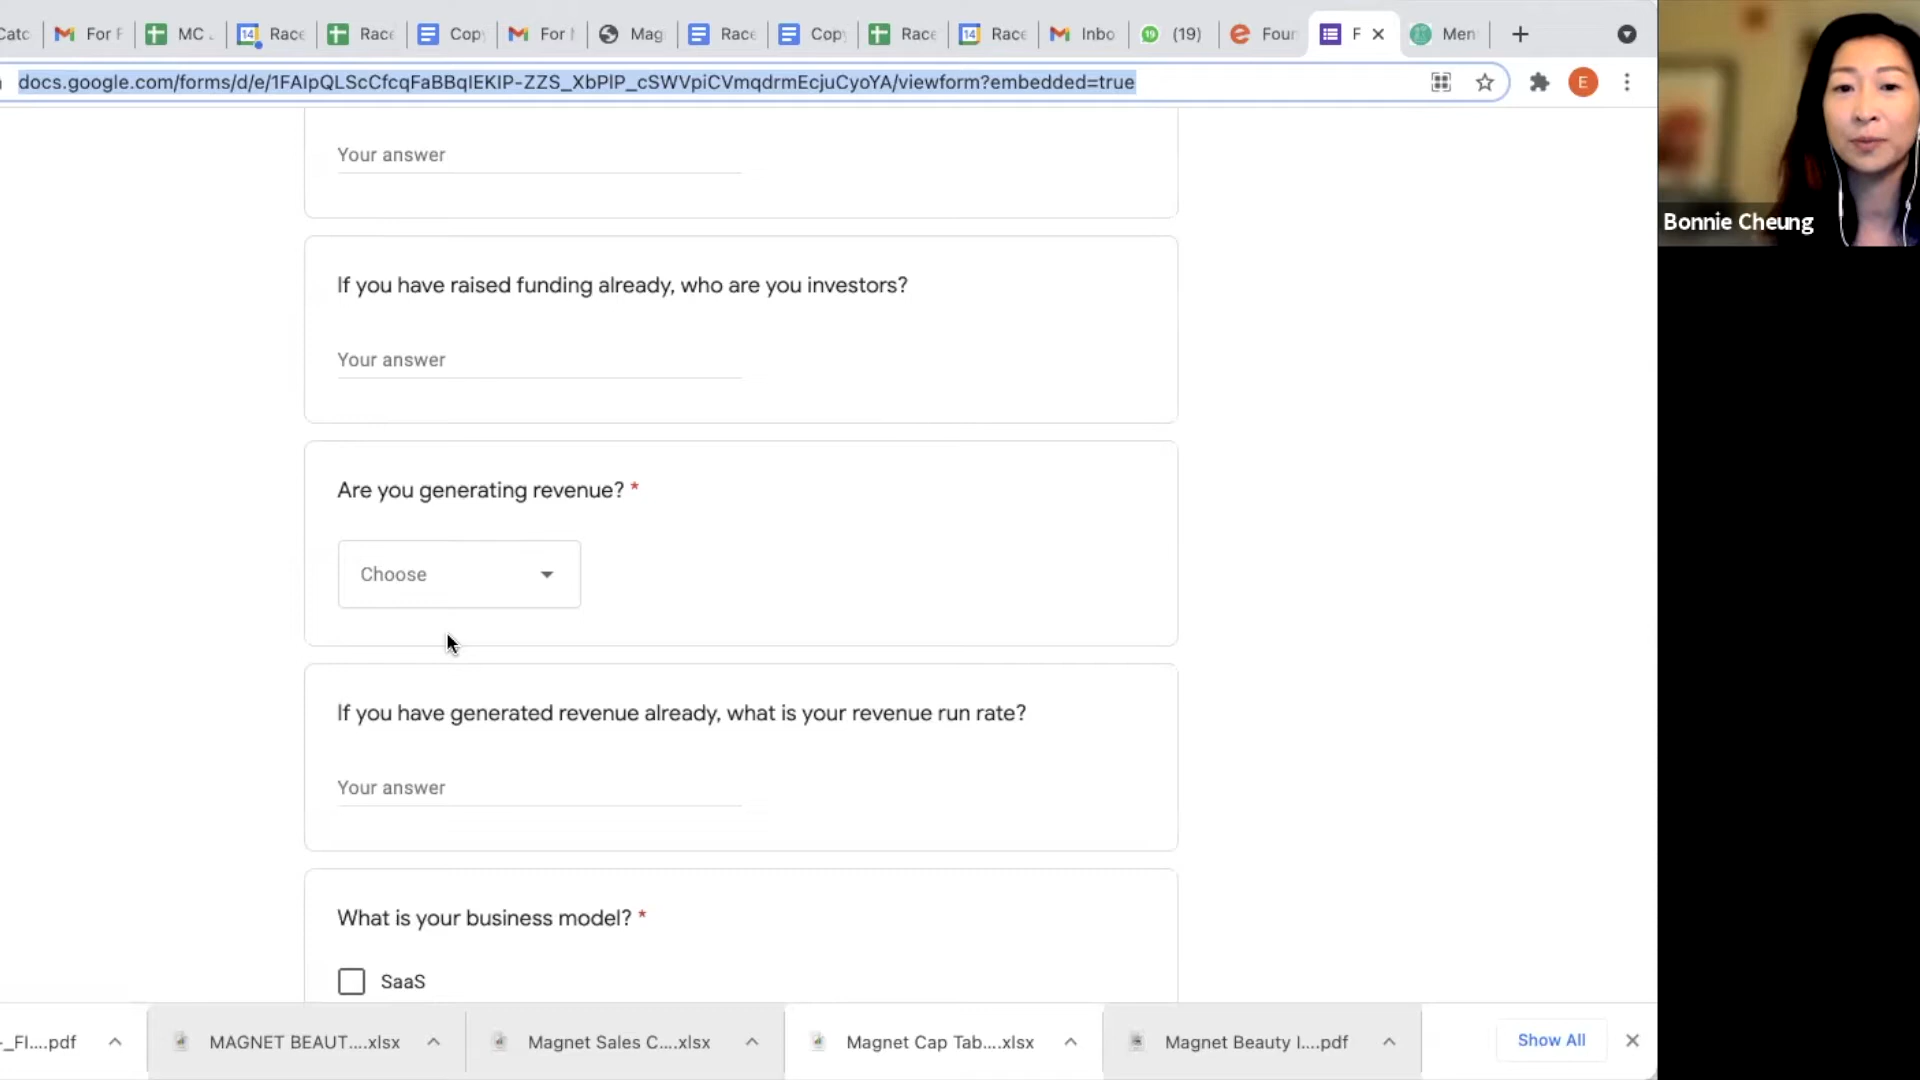 Catc
For F
MC .
Race
Race
Copy
For I
Mag
Race
Copy
Race
Race
Inbo
(19)
Foun
F
Men
docs.google.com/forms/d/e/1FAIpQLScCfcqFaBBqIEKIP-ZZS_XbPlP_cSWVpiCVmqdrmEcjuCyoYA/viewform?embedded=true
E
Bonnie Cheung
Your answer
If you have raised funding already, who are you investors?
Your answer
Are you generating revenue? *
Choose
If you have generated revenue already, what is your revenue run rate?
Your answer
What is your business model? *
SaaS
-_FI....pdf
MAGNET BEAUT....xlsx
Magnet Sales C....xlsx
Magnet Cap Tab....xlsx
Magnet Beauty I....pdf
Show All